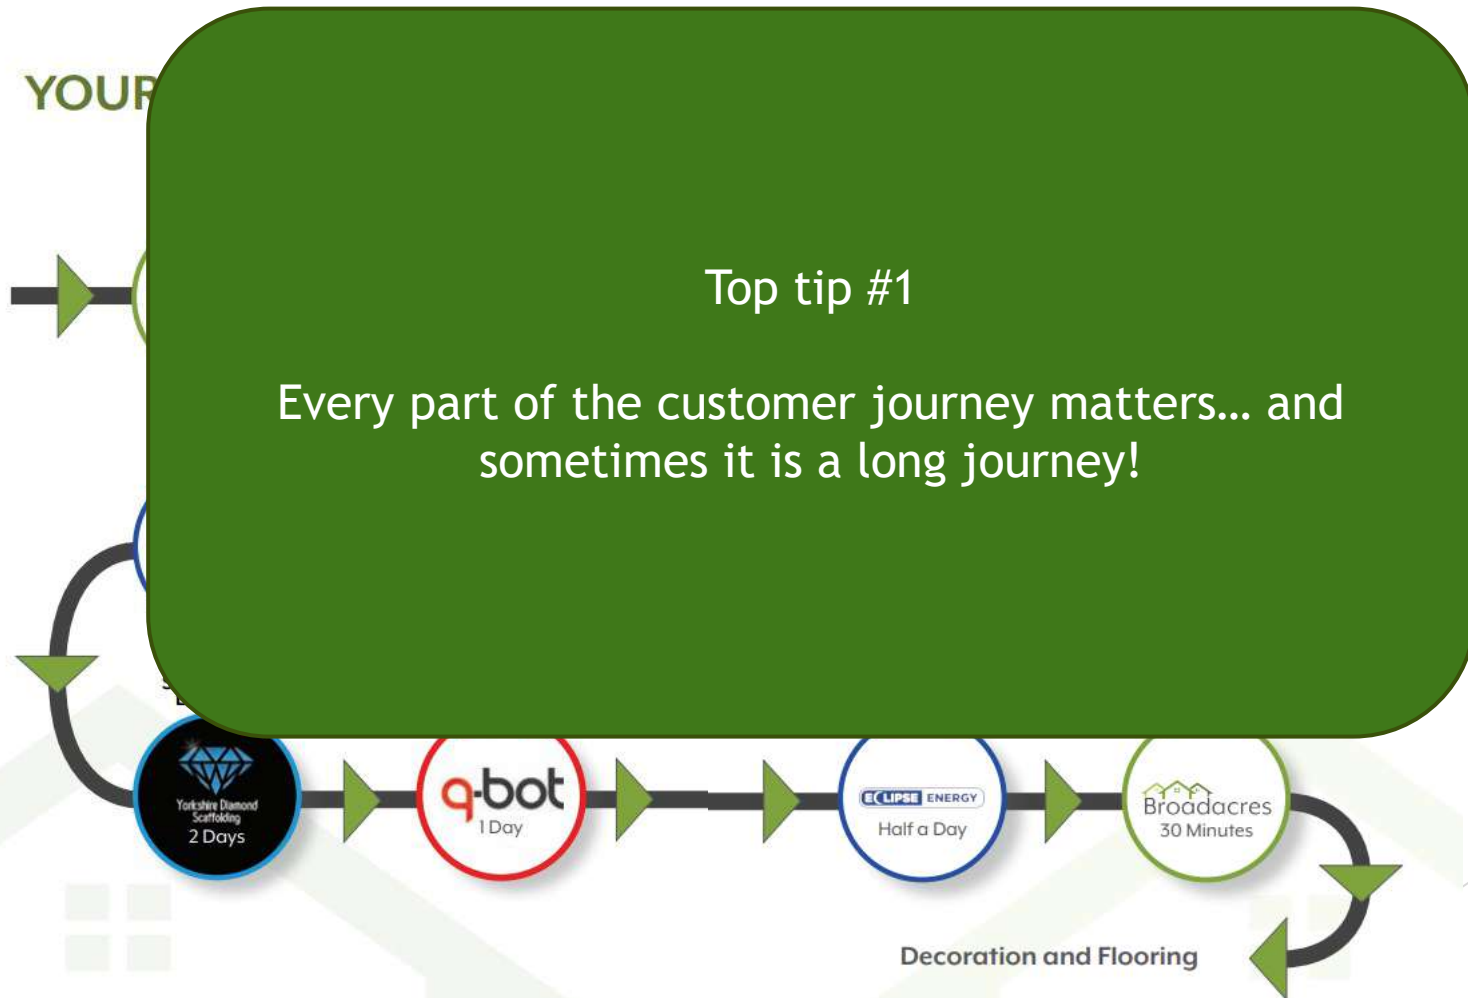 YOUR
Top tip #1
Every part of the customer journey matters… and
sometimes it is a long journey!
Yorkshire Diamond
Scaffolding
2 Days
q-bot
1 Day
ECLIPSE ENERGY
Half a Day
Broadacres
30 Minutes
Decoration and Flooring